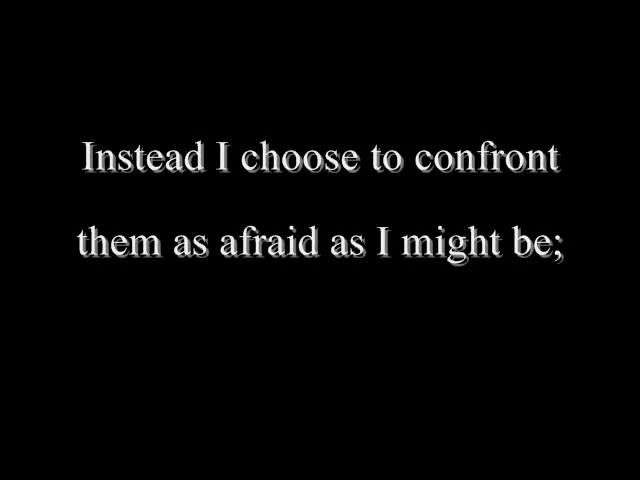 Instead I choose to confront
them as afraid as I might be;